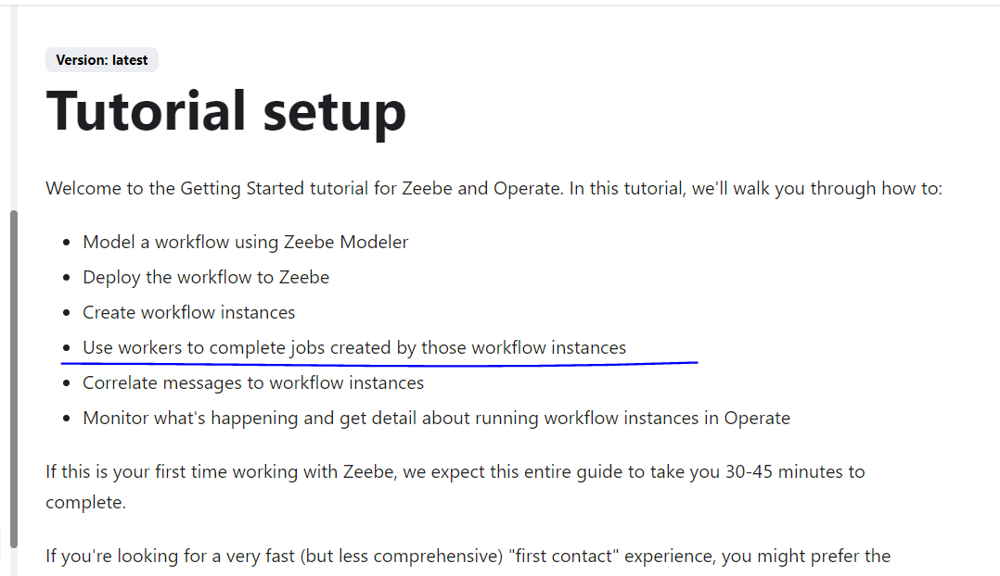 Version: latest
Tutorial setup
Welcome to the Getting Started tutorial for Zeebe and Operate. In this tutorial, we'll walk you through how to:
Model a workflow using Zeebe Modeler
Deploy the workflow to Zeebe
Create workflow instances
Use workers to complete jobs created by those workflow instances
Correlate messages to workflow instances
Monitor what's happening and get detail about running workflow instances in Operate
If this is your first time working with Zeebe, we expect this entire guide to take you 30-45 minutes to
complete.
If you're looking for a very fast (but less comprehensive) "first contact" experience, you might prefer the